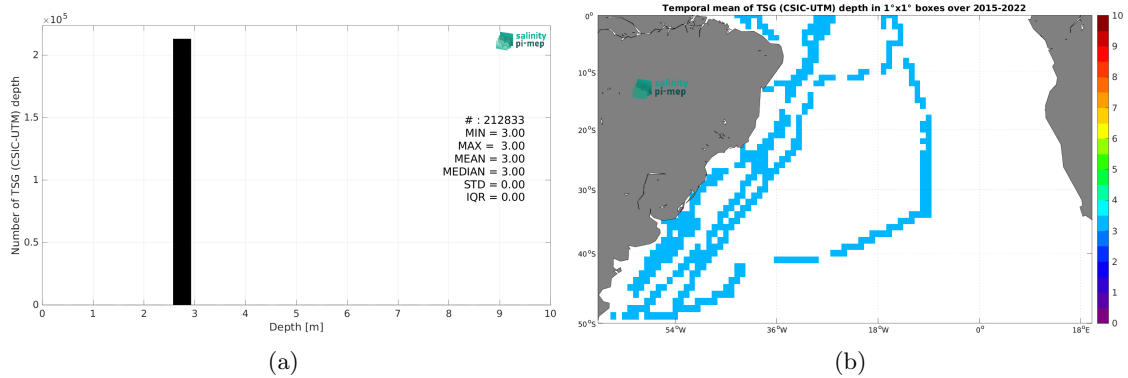 ×10⁵
2
1.5
1
0.5
0
Number of TSG (CSIC-UTM) depth
salinity
pi-mep
# : 212833
MIN = 3.00
MAX = 3.00
MEAN = 3.00
MEDIAN = 3.00
STD = 0.00
IQR = 0.00
0 1 2 3 4 5 6 7 8 9 10
Depth [m]
(a)
Temporal mean of TSG (CSIC-UTM) depth in 1°x1° boxes over 2015-2022
0°
10°S
20°S
30°S
40°S
50°S
salinity
pi-mep
54°W 36°W 18°W 0° 18°E
10
9
8
7
6
5
4
3
2
1
0
(b)